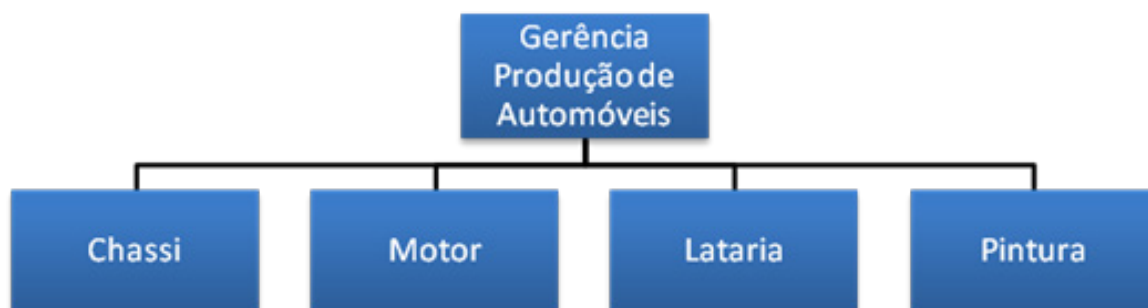 Gerência
Produção de
Automóveis
Chassi
Motor
Lataria
Pintura